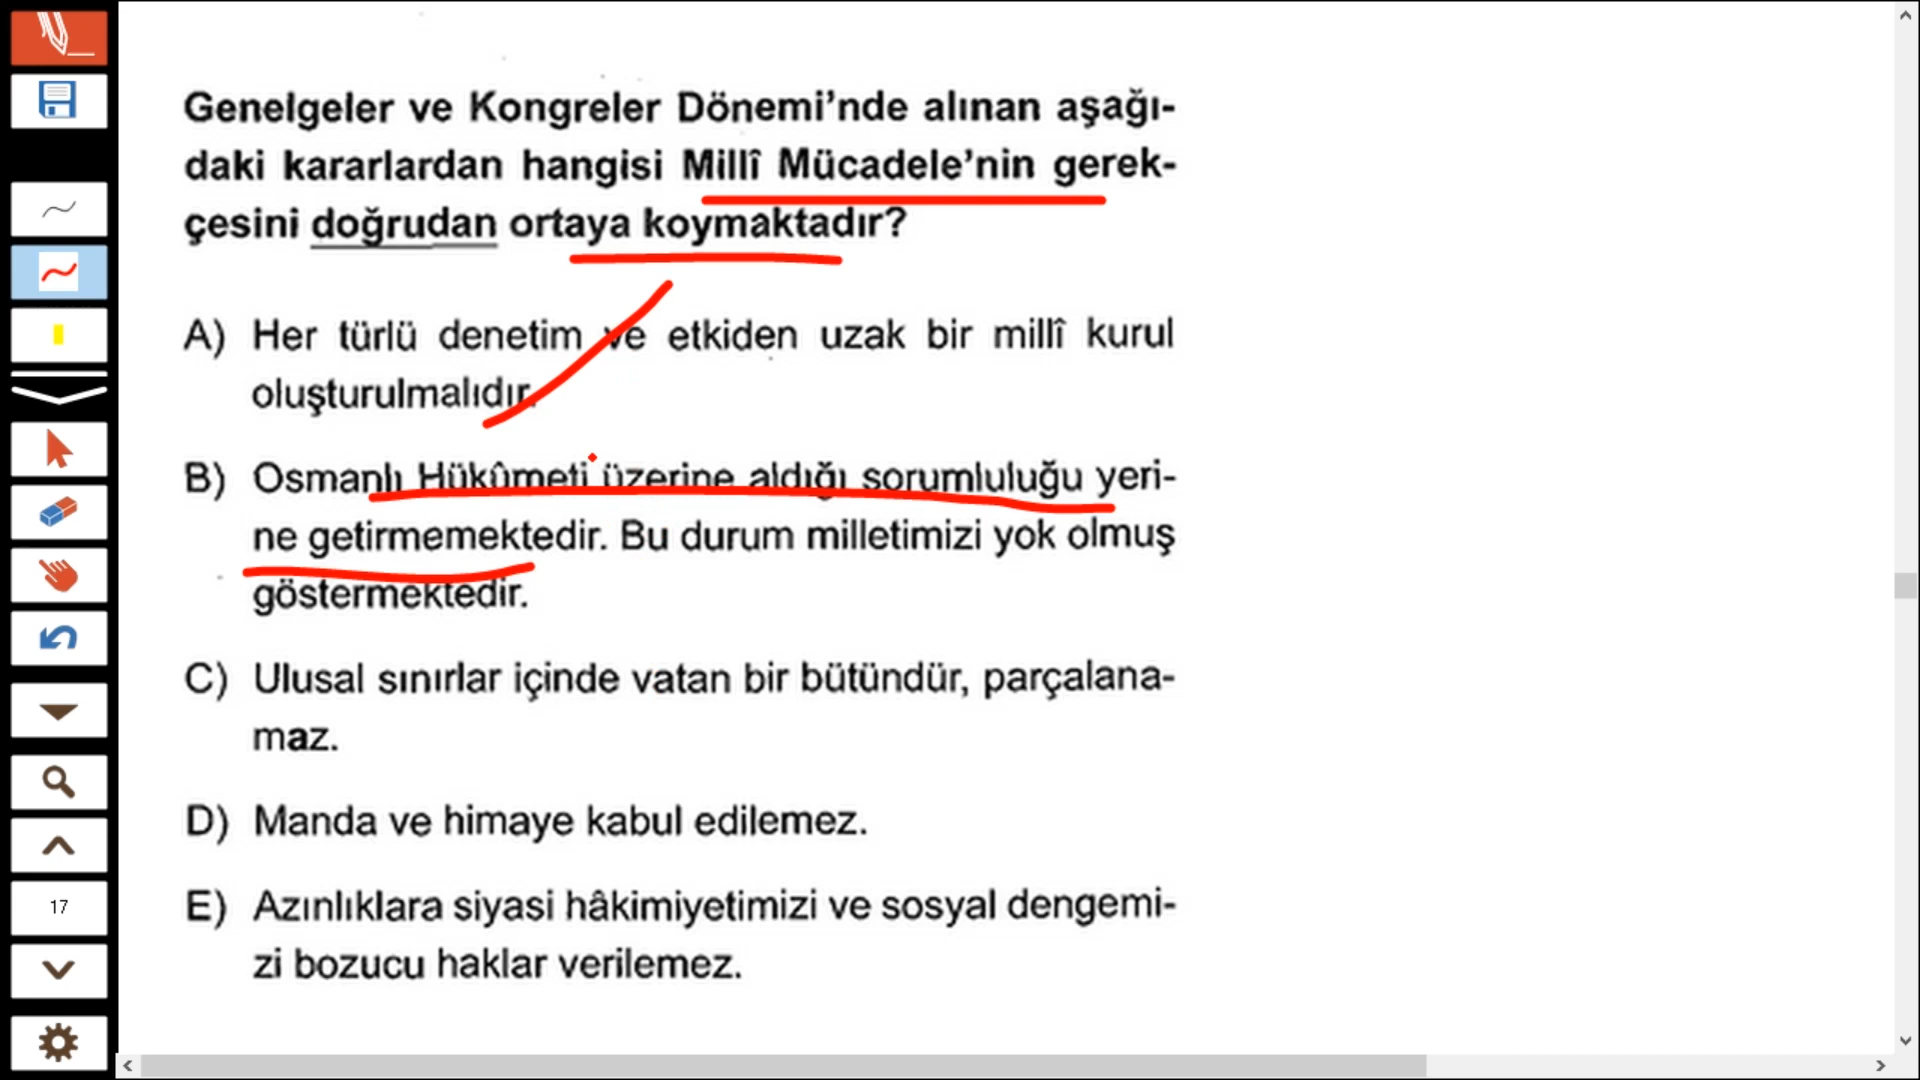 Genelgeler ve Kongreler Dönemi’nde alınan aşağı-
daki kararlardan hangisi Millî Mücadele’nin gerek-
çesini doğrudan ortaya koymaktadır?
A) Her türlü denetim ve etkiden uzak bir millî kurul
oluşturulmalıdır.
B) Osmanlı Hükûmeti üzerine aldığı sorumluluğu yeri-
ne getirmemektedir. Bu durum milletimizi yok olmuş
göstermektedir.
C) Ulusal sınırlar içinde vatan bir bütündür, parçalana-
maz.
D) Manda ve himaye kabul edilemez.
E) Azınlıklara siyasi hâkimiyetimizi ve sosyal dengemi-
zi bozucu haklar verilemez.
17